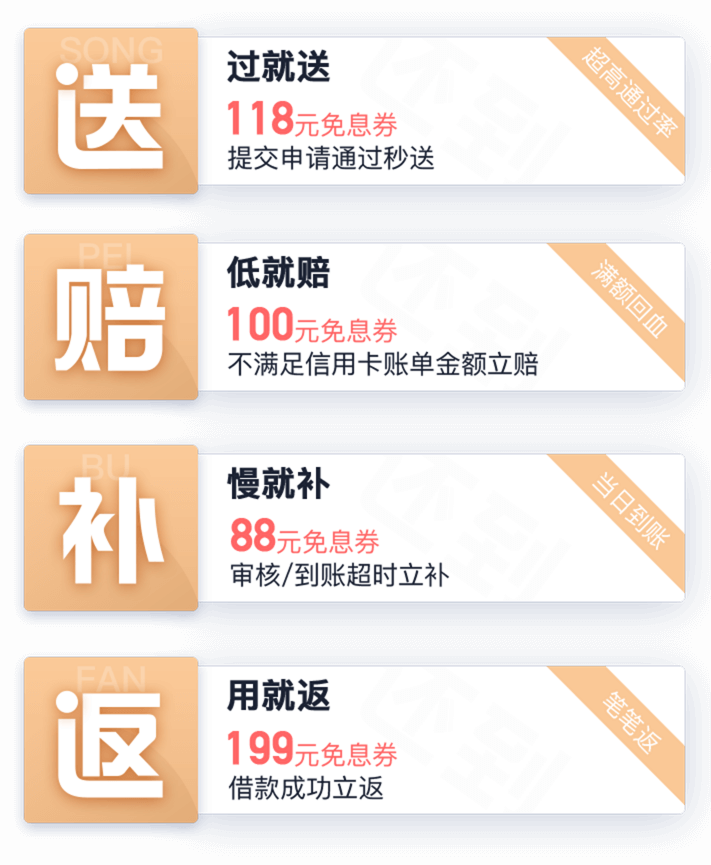 SONG
送
过就送
118元免息券
提交申请通过秒送
超高通过率
PEI
赔
低就赔
100元免息券
不满足信用卡账单金额立赔
满额回血
BU
补
慢就补
88元免息券
审核/到账超时立补
当日到账
FAN
返
用就返
199元免息券
借款成功立返
笔笔返